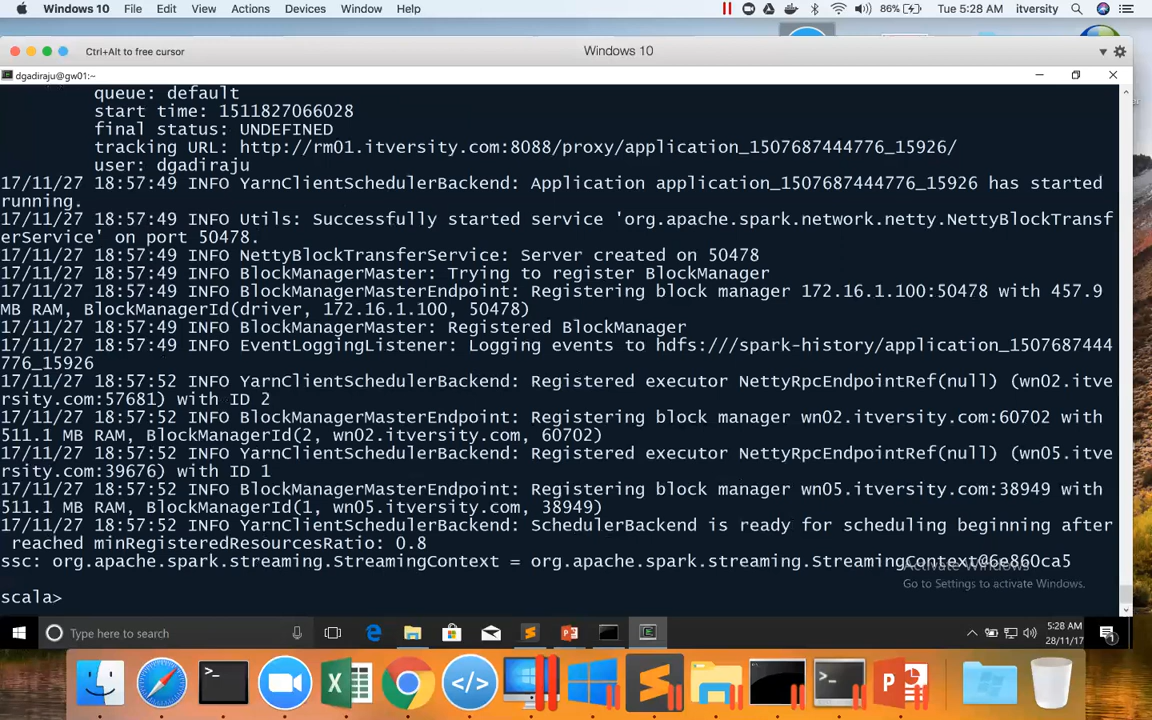 Windows 10 File Edit View Actions Devices Window Help 86% Tue 5:28 AM itversity
Ctrl+Alt to free cursor Windows 10
dgadiraju@gw01:~
queue: default
start time: 1511827066028
final status: UNDEFINED
tracking URL: http://rm01.itversity.com:8088/proxy/application_1507687444776_15926/
user: dgadiraju
17/11/27 18:57:49 INFO YarnClientSchedulerBackend: Application application_1507687444776_15926 has started
running.
17/11/27 18:57:49 INFO Utils: Successfully started service 'org.apache.spark.network.netty.NettyBlockTransf
erService' on port 50478.
17/11/27 18:57:49 INFO NettyBlockTransferService: Server created on 50478
17/11/27 18:57:49 INFO BlockManagerMaster: Trying to register BlockManager
17/11/27 18:57:49 INFO BlockManagerMasterEndpoint: Registering block manager 172.16.1.100:50478 with 457.9
MB RAM, BlockManagerId(driver, 172.16.1.100, 50478)
17/11/27 18:57:49 INFO BlockManagerMaster: Registered BlockManager
17/11/27 18:57:49 INFO EventLoggingListener: Logging events to hdfs:///spark-history/application_1507687444
776_15926
17/11/27 18:57:52 INFO YarnClientSchedulerBackend: Registered executor NettyRpcEndpointRef(null) (wn02.itve
rsity.com:57681) with ID 2
17/11/27 18:57:52 INFO BlockManagerMasterEndpoint: Registering block manager wn02.itversity.com:60702 with
511.1 MB RAM, BlockManagerId(2, wn02.itversity.com, 60702)
17/11/27 18:57:52 INFO YarnClientSchedulerBackend: Registered executor NettyRpcEndpointRef(null) (wn05.itve
rsity.com:39676) with ID 1
17/11/27 18:57:52 INFO BlockManagerMasterEndpoint: Registering block manager wn05.itversity.com:38949 with
511.1 MB RAM, BlockManagerId(1, wn05.itversity.com, 38949)
17/11/27 18:57:52 INFO YarnClientSchedulerBackend: SchedulerBackend is ready for scheduling beginning after
reached minRegisteredResourcesRatio: 0.8
ssc: org.apache.spark.streaming.StreamingContext = org.apache.spark.streaming.StreamingContext@6e860ca5
Activate Windows
Go to Settings to activate Windows.
scala>
Type here to search
5:28 AM
28/11/17